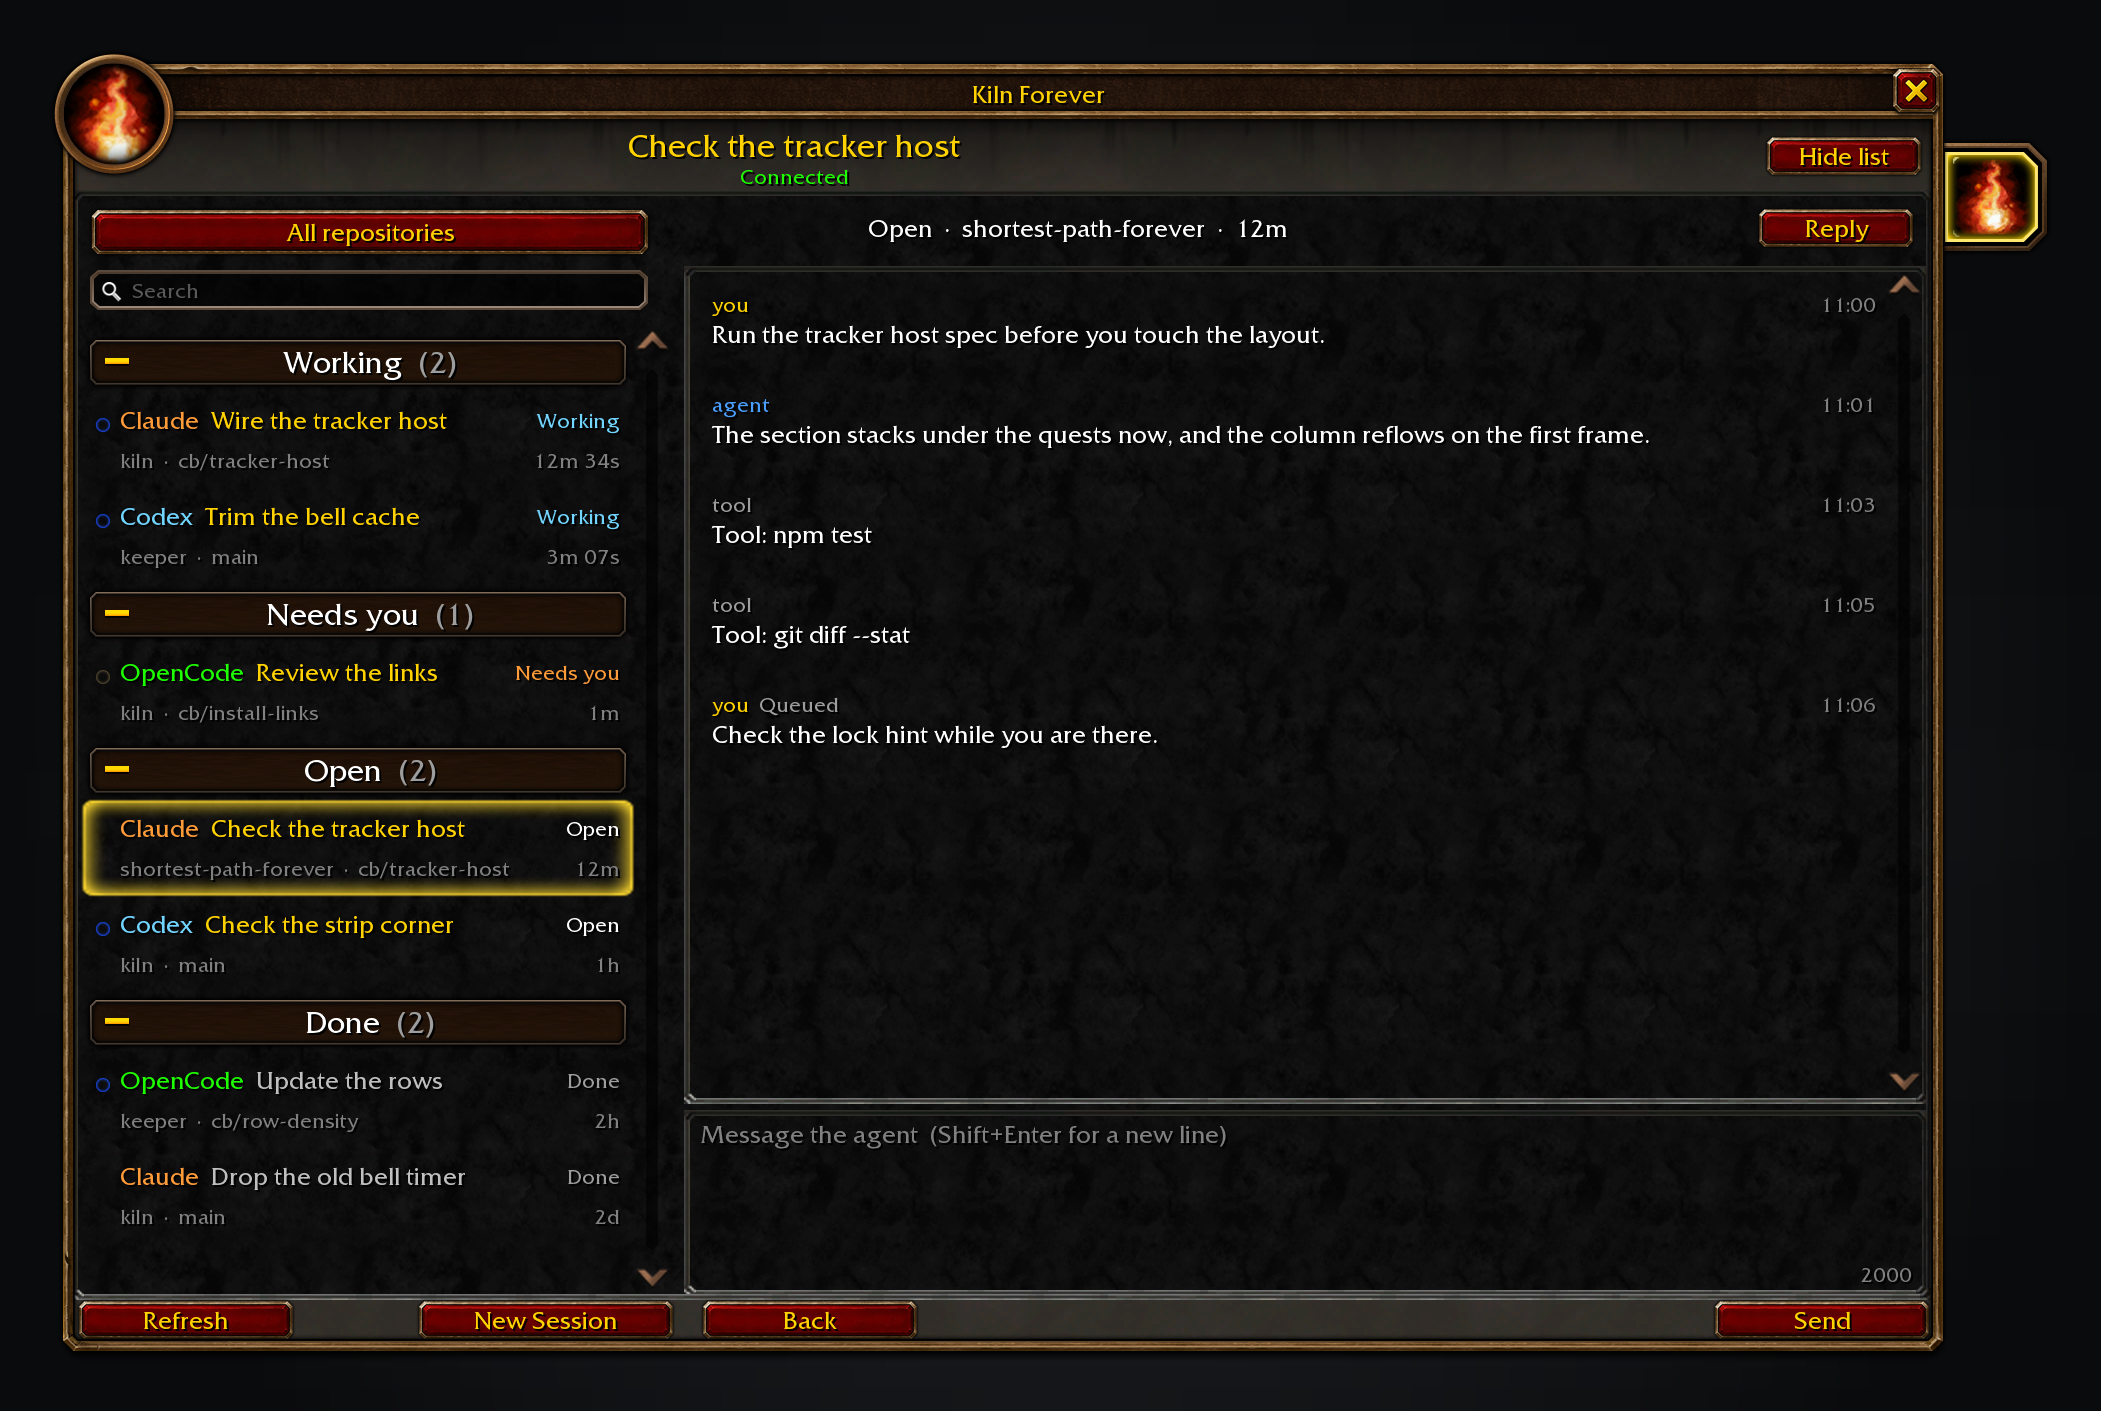 Kiln Forever
Check the tracker host
Connected
Hide list
All repositories
Search
Working (2)
Claude Wire the tracker host Working
kiln · cb/tracker-host 12m 34s
Codex Trim the bell cache Working
keeper · main 3m 07s
Needs you (1)
OpenCode Review the links Needs you
kiln · cb/install-links 1m
Open (2)
Claude Check the tracker host Open
shortest-path-forever · cb/tracker-host 12m
Codex Check the strip corner Open
kiln · main 1h
Done (2)
OpenCode Update the rows Done
keeper · cb/row-density 2h
Claude Drop the old bell timer Done
kiln · main 2d
Refresh
New Session
Open · shortest-path-forever · 12m
Reply
you 11:00
Run the tracker host spec before you touch the layout.
agent 11:01
The section stacks under the quests now, and the column reflows on the first frame.
tool 11:03
Tool: npm test
tool 11:05
Tool: git diff --stat
you Queued 11:06
Check the lock hint while you are there.
Message the agent (Shift+Enter for a new line)
2000
Back
Send